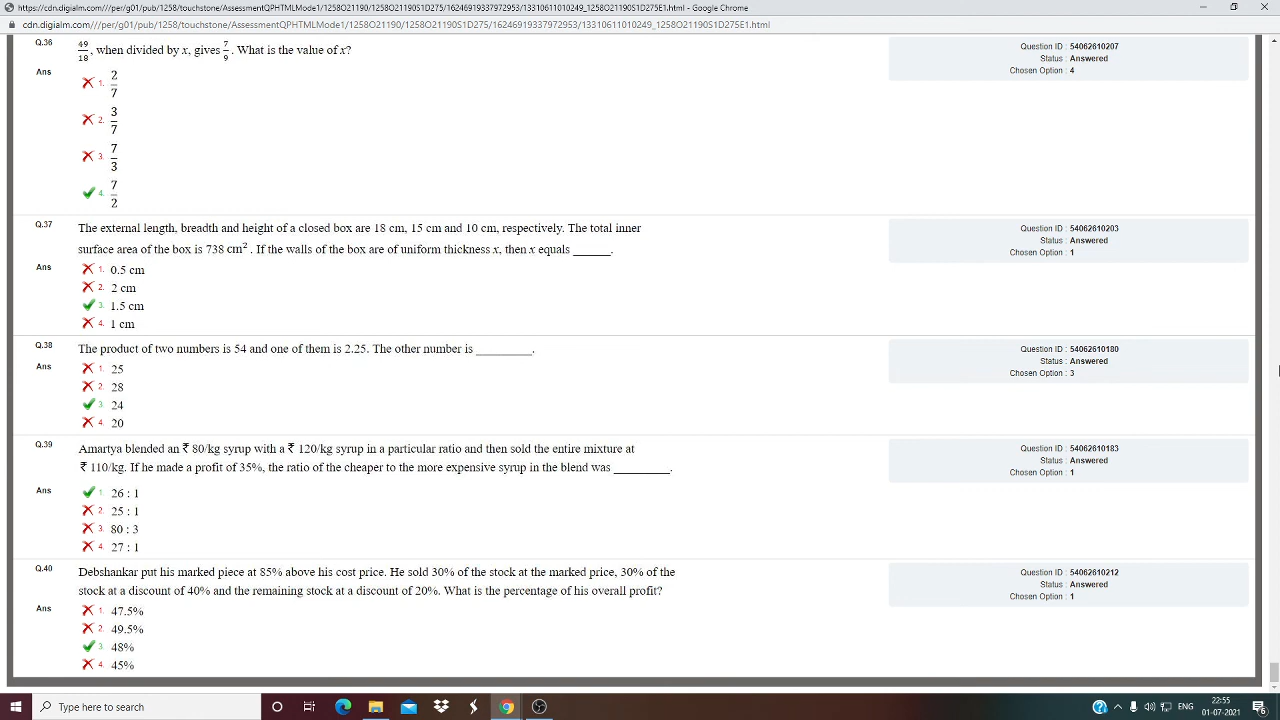 https://cdn.digialm.com///per/g01/pub/1258/touchstone/AssessmentQPHTMLMode1/1258O21190/1258O21190S1D275/16246919337972953/13310611010249_1258O21190S1D275E1.html - Google Chrome
cdn.digialm.com///per/g01/pub/1258/touchstone/AssessmentQPHTMLMode1/1258O21190/1258O21190S1D275/16246919337972953/13310611010249_1258O21190S1D275E1.html
Q.36 49/18, when divided by x, gives 7/9. What is the value of x?
Question ID : 54062610207
Status : Answered
Chosen Option : 4
Ans 1. 2/7
2. 3/7
3. 7/3
4. 7/2
Q.37 The external length, breadth and height of a closed box are 18 cm, 15 cm and 10 cm, respectively. The total inner
surface area of the box is 738 cm². If the walls of the box are of uniform thickness x, then x equals ______.
Question ID : 54062610203
Status : Answered
Chosen Option : 1
Ans 1. 0.5 cm
2. 2 cm
3. 1.5 cm
4. 1 cm
Q.38 The product of two numbers is 54 and one of them is 2.25. The other number is _________.
Question ID : 54062610180
Status : Answered
Chosen Option : 3
Ans 1. 25
2. 28
3. 24
4. 20
Q.39 Amartya blended an ₹ 80/kg syrup with a ₹ 120/kg syrup in a particular ratio and then sold the entire mixture at
₹ 110/kg. If he made a profit of 35%, the ratio of the cheaper to the more expensive syrup in the blend was _________.
Question ID : 54062610183
Status : Answered
Chosen Option : 1
Ans 1. 26 : 1
2. 25 : 1
3. 80 : 3
4. 27 : 1
Q.40 Debshankar put his marked piece at 85% above his cost price. He sold 30% of the stock at the marked price, 30% of the
stock at a discount of 40% and the remaining stock at a discount of 20%. What is the percentage of his overall profit?
Question ID : 54062610212
Status : Answered
Chosen Option : 1
Ans 1. 47.5%
2. 49.5%
3. 48%
4. 45%
Type here to search
ENG
22:55
01-07-2021